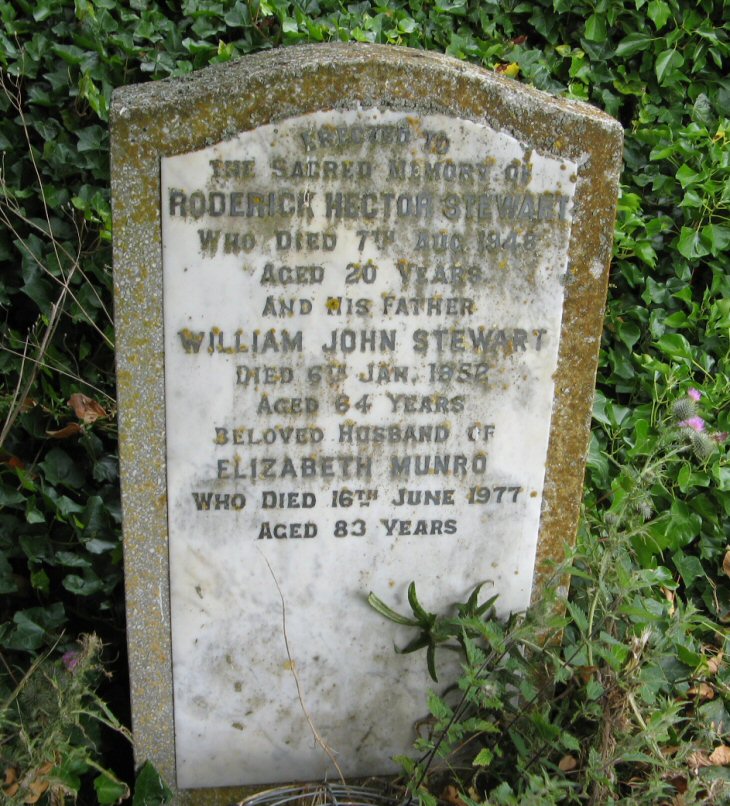 ERECTED TO
THE SACRED MEMORY OF
RODERICK HECTOR STEWART
WHO DIED 7TH AUG. 1948
AGED 20 YEARS
AND HIS FATHER
WILLIAM JOHN STEWART
DIED 6TH JAN. 1952
AGED 64 YEARS
BELOVED HUSBAND OF
ELIZABETH MUNRO
WHO DIED 16TH JUNE 1977
AGED 83 YEARS